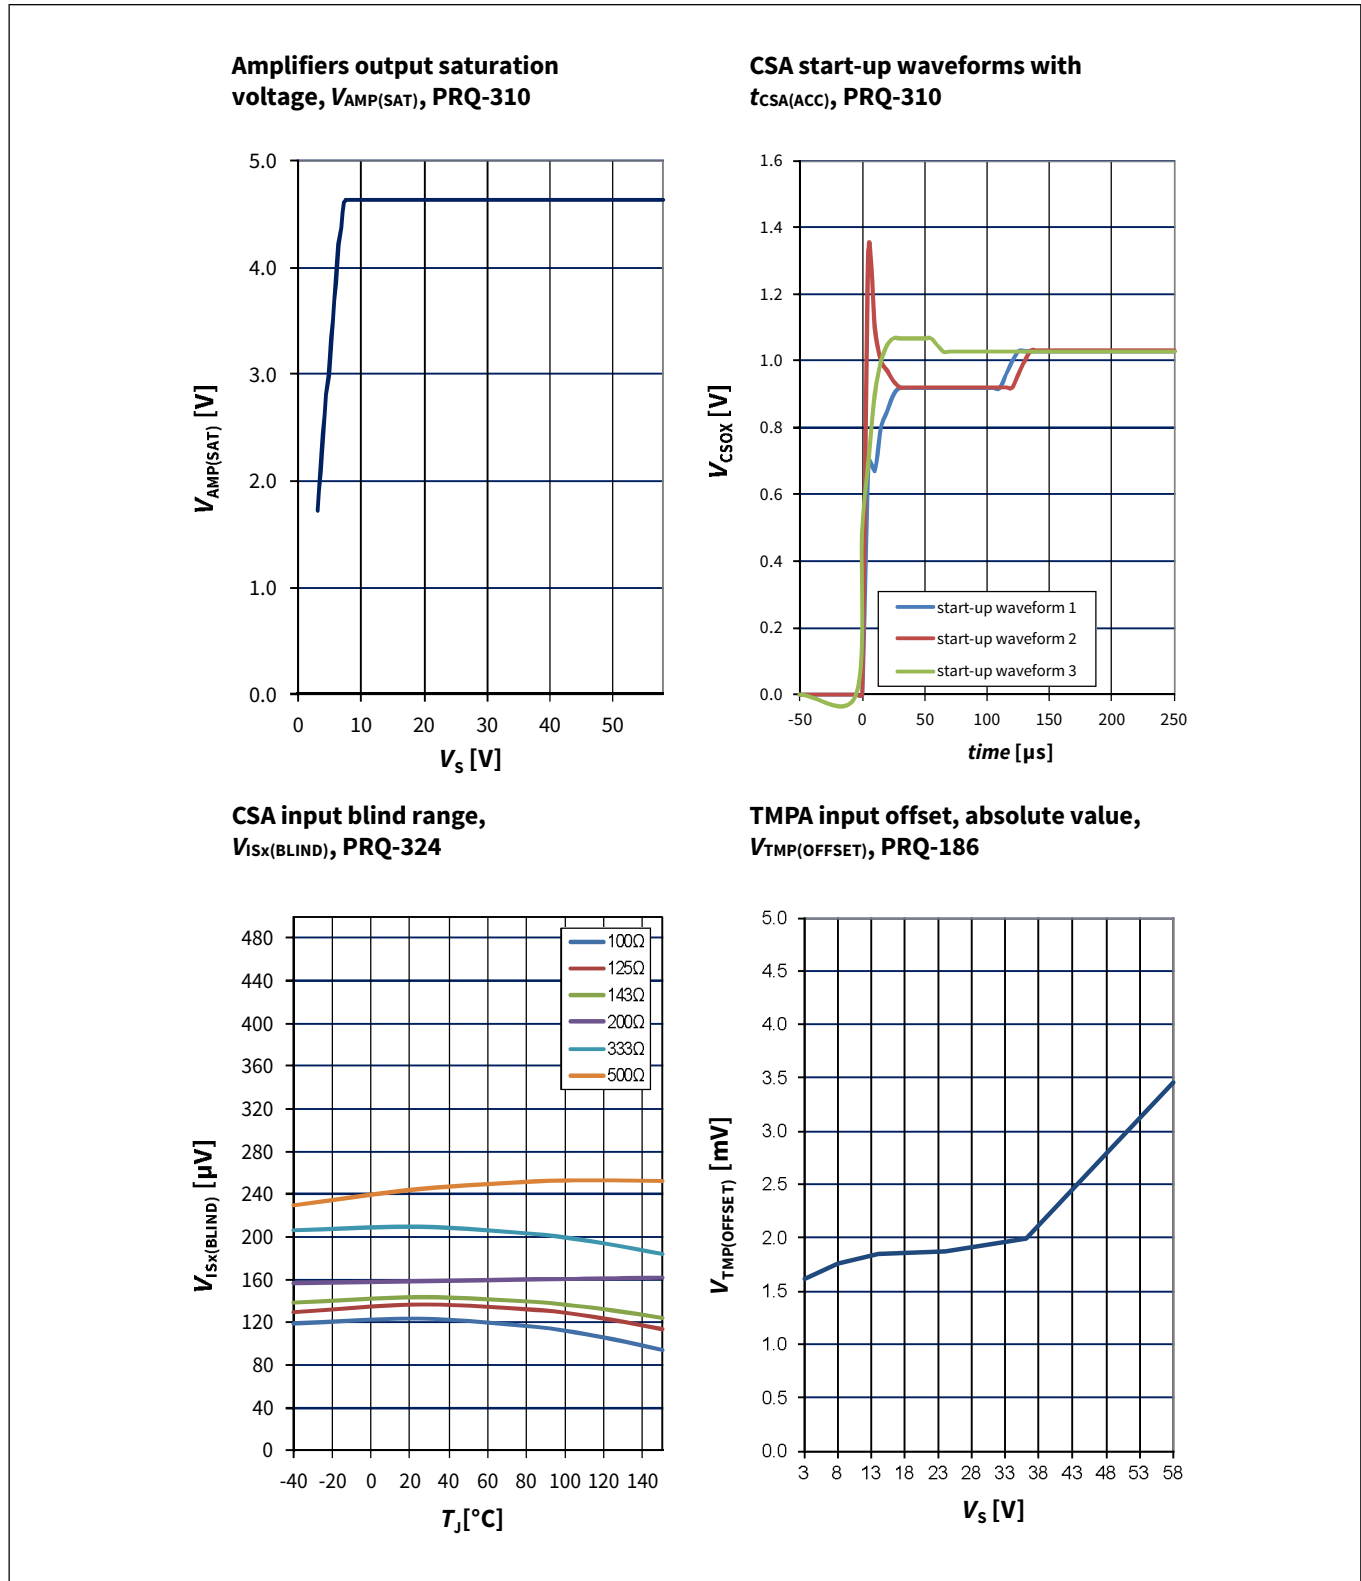 Amplifiers output saturation
voltage, VAMP(SAT), PRQ-310
5.0
4.0
3.0
2.0
1.0
0.0
VAMP(SAT) [V]
0 10 20 30 40 50
VS [V]
CSA start-up waveforms with
tCSA(ACC), PRQ-310
1.6
1.4
1.2
1.0
0.8
0.6
0.4
0.2
0.0
VCSOX [V]
start-up waveform 1
start-up waveform 2
start-up waveform 3
-50 0 50 100 150 200 250
time [µs]
CSA input blind range,
VISx(BLIND), PRQ-324
480
440
400
360
320
280
240
200
160
120
80
40
0
VISx(BLIND) [µV]
100Ω
125Ω
143Ω
200Ω
333Ω
500Ω
-40 -20 0 20 40 60 80 100 120 140
TJ[°C]
TMPA input offset, absolute value,
VTMP(OFFSET), PRQ-186
5.0
4.5
4.0
3.5
3.0
2.5
2.0
1.5
1.0
0.5
0.0
VTMP(OFFSET) [mV]
3 8 13 18 23 28 33 38 43 48 53 58
VS [V]